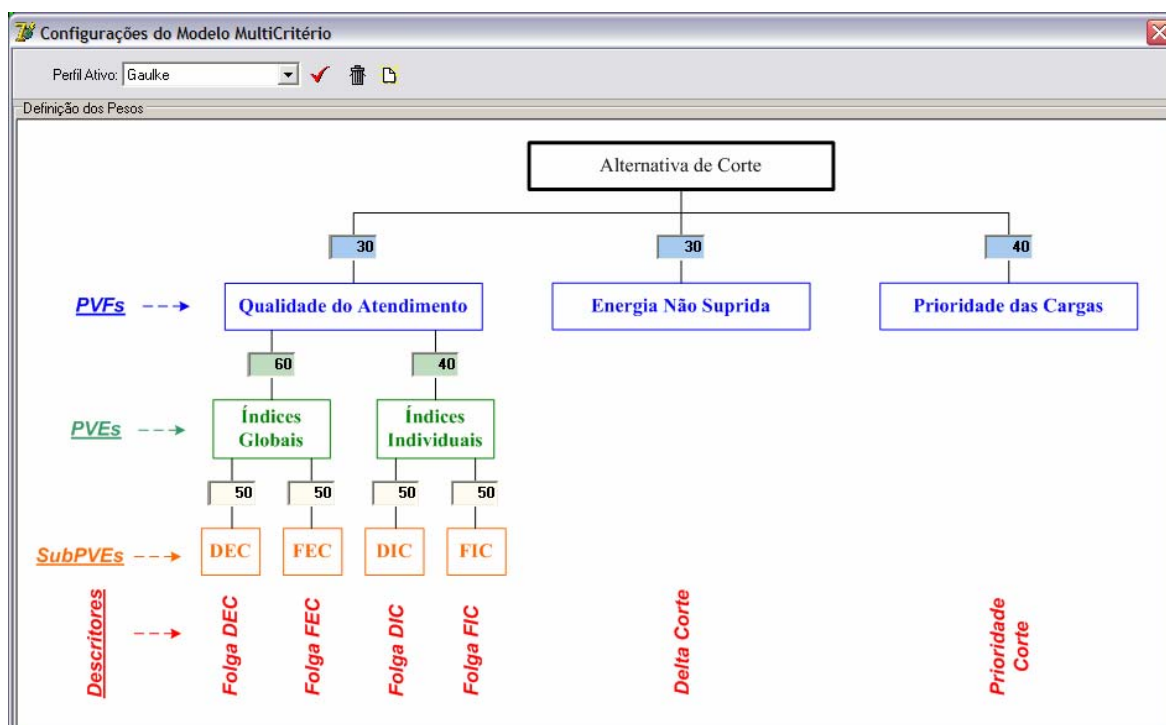 Configurações do Modelo MultiCritério
Perfil Ativo: Gaulke
Definição dos Pesos
Alternativa de Corte
30 30 40
PVFs
Qualidade do Atendimento
Energia Não Suprida
Prioridade das Cargas
60 40
PVEs
Índices
Globais
Índices
Individuais
50 50 50 50
SubPVEs
DEC FEC DIC FIC
Descritores
Folga DEC
Folga FEC
Folga DIC
Folga FIC
Delta Corte
Prioridade
Corte